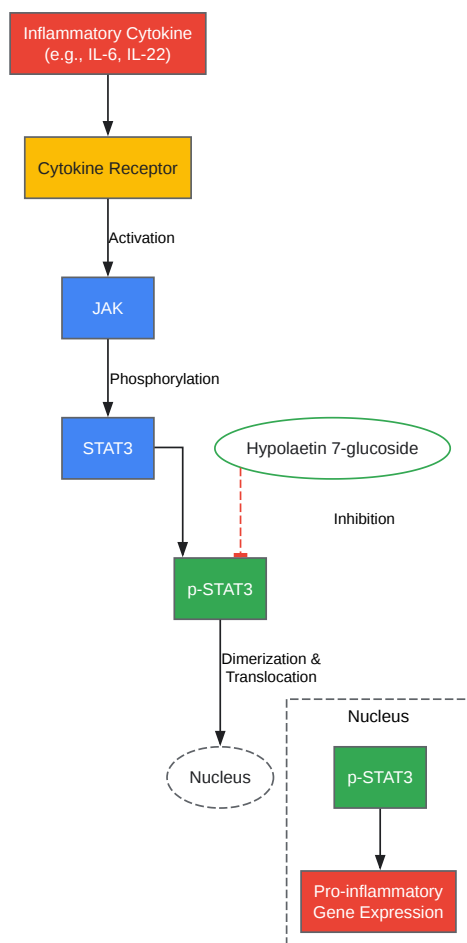 Inflammatory Cytokine
(e.g., IL-6, IL-22)
Cytokine Receptor
Activation
JAK
Phosphorylation
STAT3
Hypolaetin 7-glucoside
Inhibition
p-STAT3
Dimerization &
Translocation
Nucleus
Nucleus
p-STAT3
Pro-inflammatory
Gene Expression